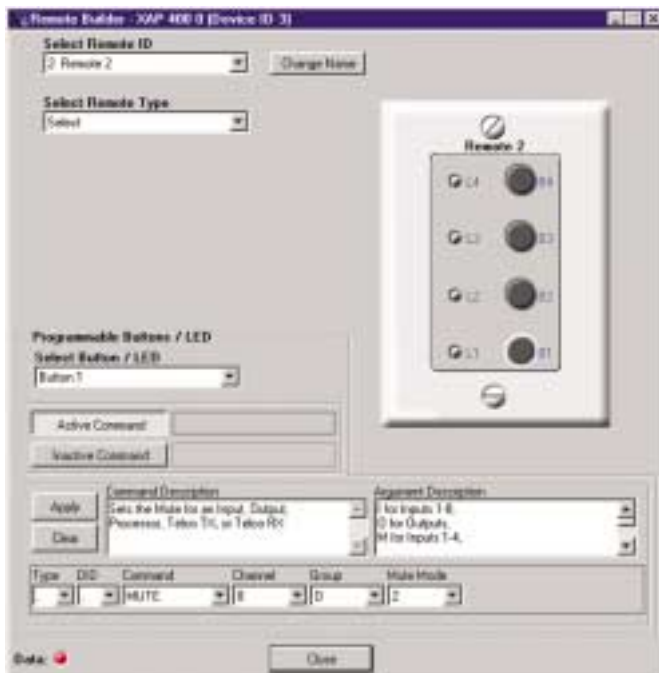 Remote Builder - XAP 400 0 (Device ID 3)
Select Remote ID
2 Remote 2
Change Name
Select Remote Type
Select
Remote 2
L4 B4
L3 B3
L2 B2
L1 B1
Programmable Buttons / LED
Select Button / LED
Button 1
Active Command
Inactive Command
Apply
Clear
Command Description
Sets the Mute for an Input, Output,
Processor, Telco TX, or Telco RX
Argument Description
I for Inputs 1-8,
O for Outputs,
M for Inputs 1-4,
Type DID Command Channel Group Mute Mode
MUTE 8 O 2
Data:
Close